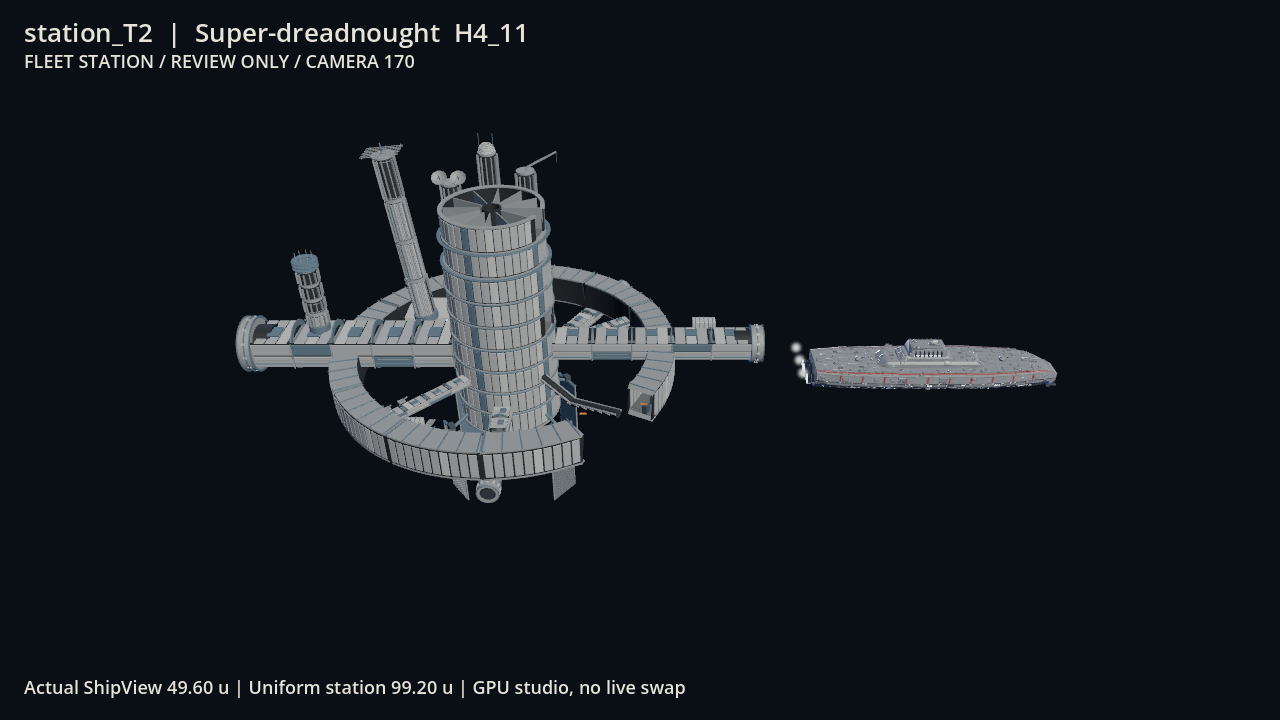 station_T2 | Super-dreadnought H4_11
FLEET STATION / REVIEW ONLY / CAMERA 170
Actual ShipView 49.60 u | Uniform station 99.20 u | GPU studio, no live swap